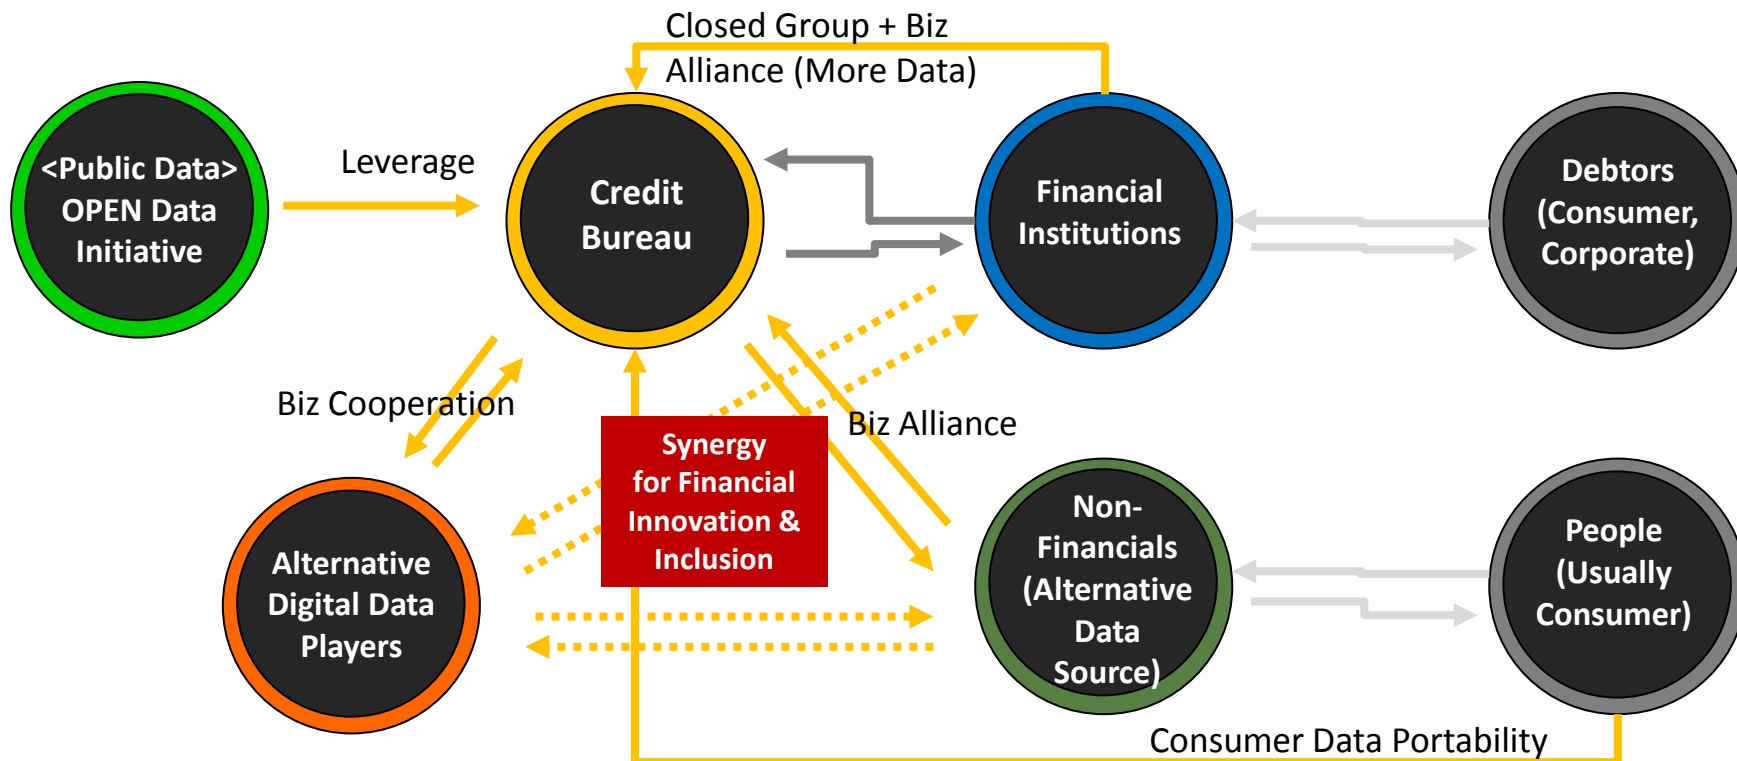 Closed Group + Biz
Alliance (More Data)
<Public Data>
OPEN Data
Initiative
Leverage
Credit
Bureau
Financial
Institutions
Debtors
(Consumer,
Corporate)
Biz Cooperation
Biz Alliance
Synergy
for Financial
Innovation &
Inclusion
Alternative
Digital Data
Players
Non-
Financials
(Alternative
Data
Source)
People
(Usually
Consumer)
Consumer Data Portability